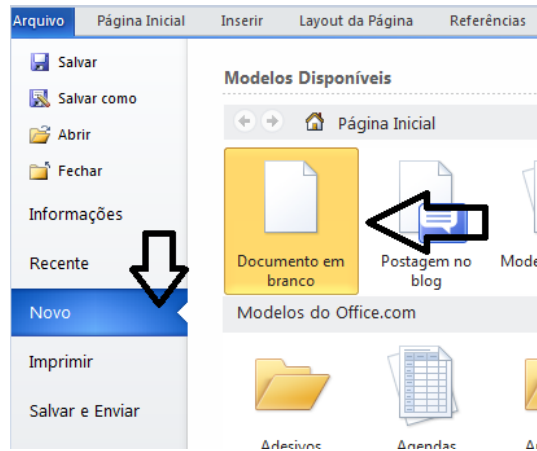 Arquivo Página Inicial Inserir Layout da Página Referências
Salvar
Salvar como
Abrir
Fechar
Informações
Recente
Novo
Imprimir
Salvar e Enviar
Modelos Disponíveis
Página Inicial
Documento em
branco
Postagem no
blog
Mode
Modelos do Office.com
Adesivos Agendas